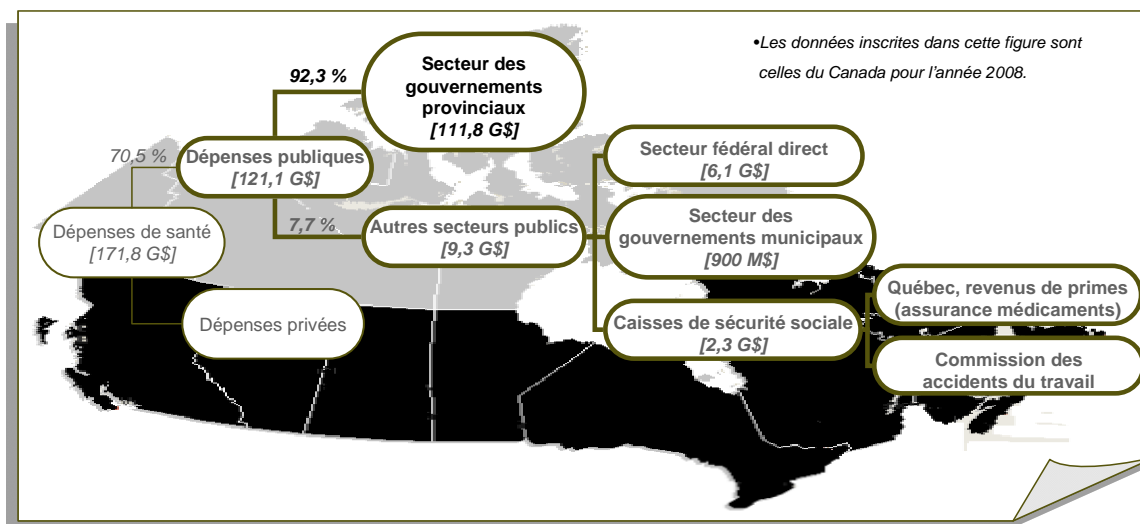 •Les données inscrites dans cette figure sont
celles du Canada pour l'année 2008.
92,3 %
Secteur des
gouvernements
provinciaux
[111,8 G$]
70,5 %
Dépenses publiques
[121,1 G$]
Secteur fédéral direct
[6,1 G$]
Dépenses de santé
[171,8 G$]
7,7 %
Autres secteurs publics
[9,3 G$]
Secteur des
gouvernements municipaux
[900 M$]
Dépenses privées
Caisses de sécurité sociale
[2,3 G$]
Québec, revenus de primes
(assurance médicaments)
Commission des
accidents du travail